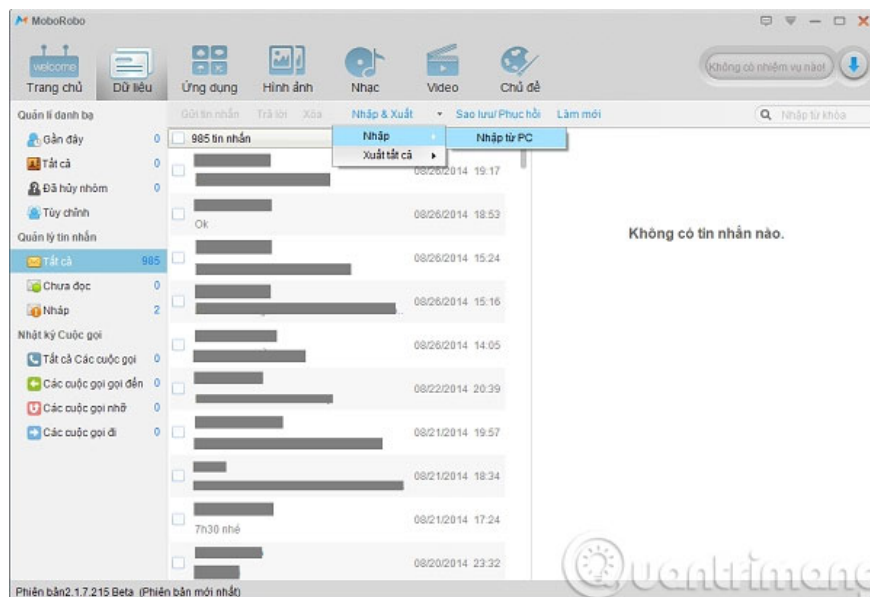 MoboRobo
welcome
Trang chủ Dữ liệu Ứng dụng Hình ảnh Nhạc Video Chủ đề
Không có nhiệm vụ nào!
Quản lí danh bạ
Gửi tin nhắn Trả lời Xóa Nhập & Xuất Sao lưu/Phục hồi Làm mới
Nhập từ khóa
Gần đây 0
Tất cả 0
Đã hủy nhóm 0
Tùy chỉnh
Quản lý tin nhắn
Tất cả 985
Chưa đọc 0
Nháp 2
Nhật ký Cuộc gọi
Tất cả Các cuộc gọi 0
Các cuộc gọi gọi đến 0
Các cuộc gọi nhỡ 0
Các cuộc gọi đi 0
985 tin nhắn
Nhập Nhập từ PC
Xuất tất cả
08/26/2014 19:17
08/26/2014 18:53
Ok
08/26/2014 15:24
08/26/2014 15:16
..
08/26/2014 14:05
08/22/2014 20:39
08/21/2014 19:57
08/21/2014 18:34
08/21/2014 17:24
7h30 nhé
08/20/2014 23:32
Không có tin nhắn nào.
Quantrimang
Phiên bản2.1.7.215 Beta (Phiên bản mới nhất)